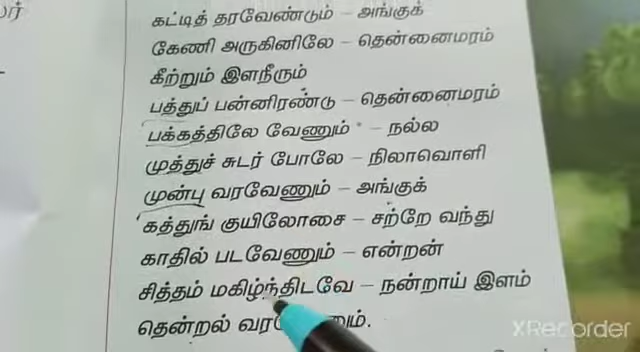 கட்டித் தரவேண்டும் – அங்குக்
கேணி அருகினிலே – தென்னைமரம்
கீற்றும் இளநீரும்
பத்துப் பன்னிரண்டு – தென்னைமரம்
பக்கத்திலே வேணும் – நல்ல
முத்துச் சுடர் போலே – நிலாவொளி
முன்பு வரவேணும் – அங்குக்
கத்துங் குயிலோசை – சற்றே வந்து
காதில் படவேணும் – என்றன்
சித்தம் மகிழ்ந்திடவே – நன்றாய் இளம்
தென்றல்
XRecorder